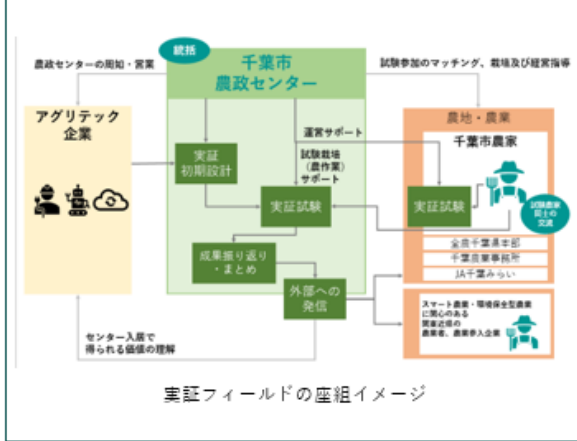 統括
農政センターの周知・営業
千葉市
農政センター
試験参加のマッチング、栽培及び経営指導
アグリテック
企業
農地・農業
千葉市農家
運営サポート
実証
初期設計
試験栽培
(農作業)
サポート
実証試験
実証試験
試験農家
同士の
交流
成果振り返り
・まとめ
全農千葉県本部
千葉農業事務所
JA千葉みらい
外部への
発信
スマート農業・環境保全型農業
に関心のある
関東近県の
農業者、農業参入企業
センター入居で
得られる価値の理解
実証フィールドの座組イメージ